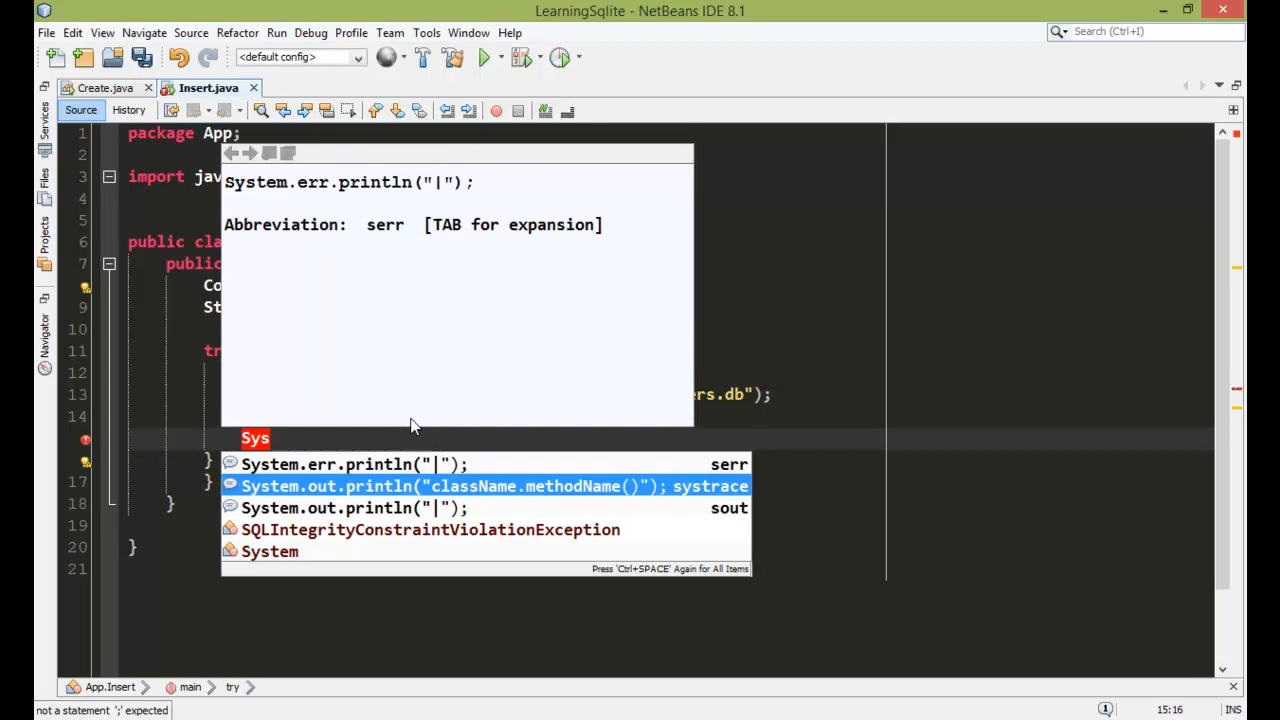 LearningSqlite - NetBeans IDE 8.1
File Edit View Navigate Source Refactor Run Debug Profile Team Tools Window Help
Search (Ctrl+I)
<default config>
Create.java Insert.java
Source History
Services
Files
Projects
Navigator
1 package App;
2
3 import jav
4
5
6 public cla
7 public
Co
9 St
10
11 tr
12
13 ers.db");
14
Sys
}
17 }
18 }
19
20 }
21
System.err.println("|");
Abbreviation: serr [TAB for expansion]
System.err.println("|"); serr
System.out.println("className.methodName()"); systrace
System.out.println("|"); sout
SQLIntegrityConstraintViolationException
System
Press 'Ctrl+SPACE' Again for All Items
App.Insert main try
not a statement ';' expected
15:16 INS